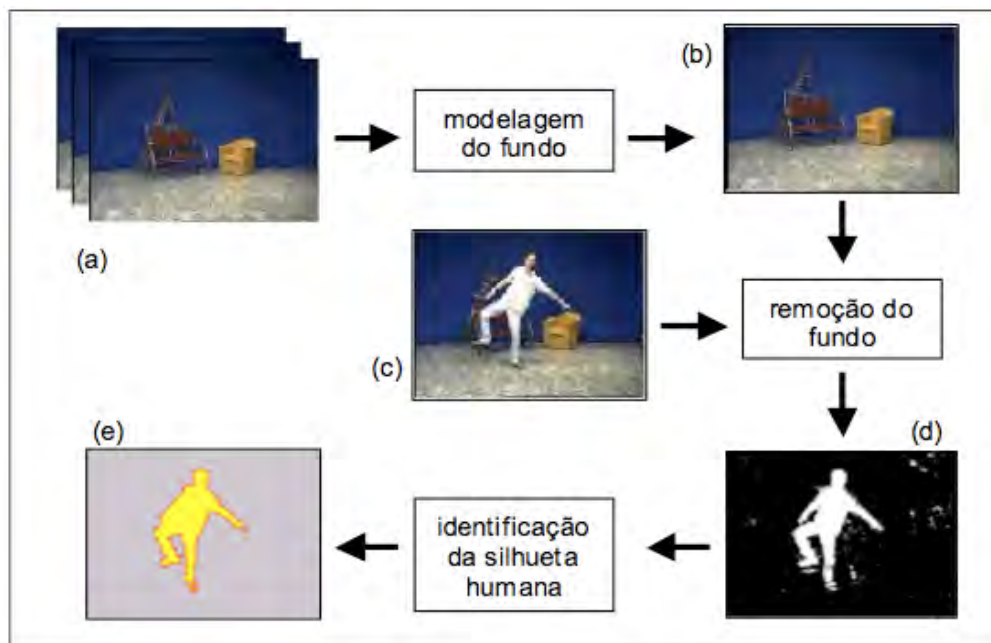 (a)
modelagem
do fundo
(b)
(c)
remoção do
fundo
(d)
identificação
da silhueta
humana
(e)